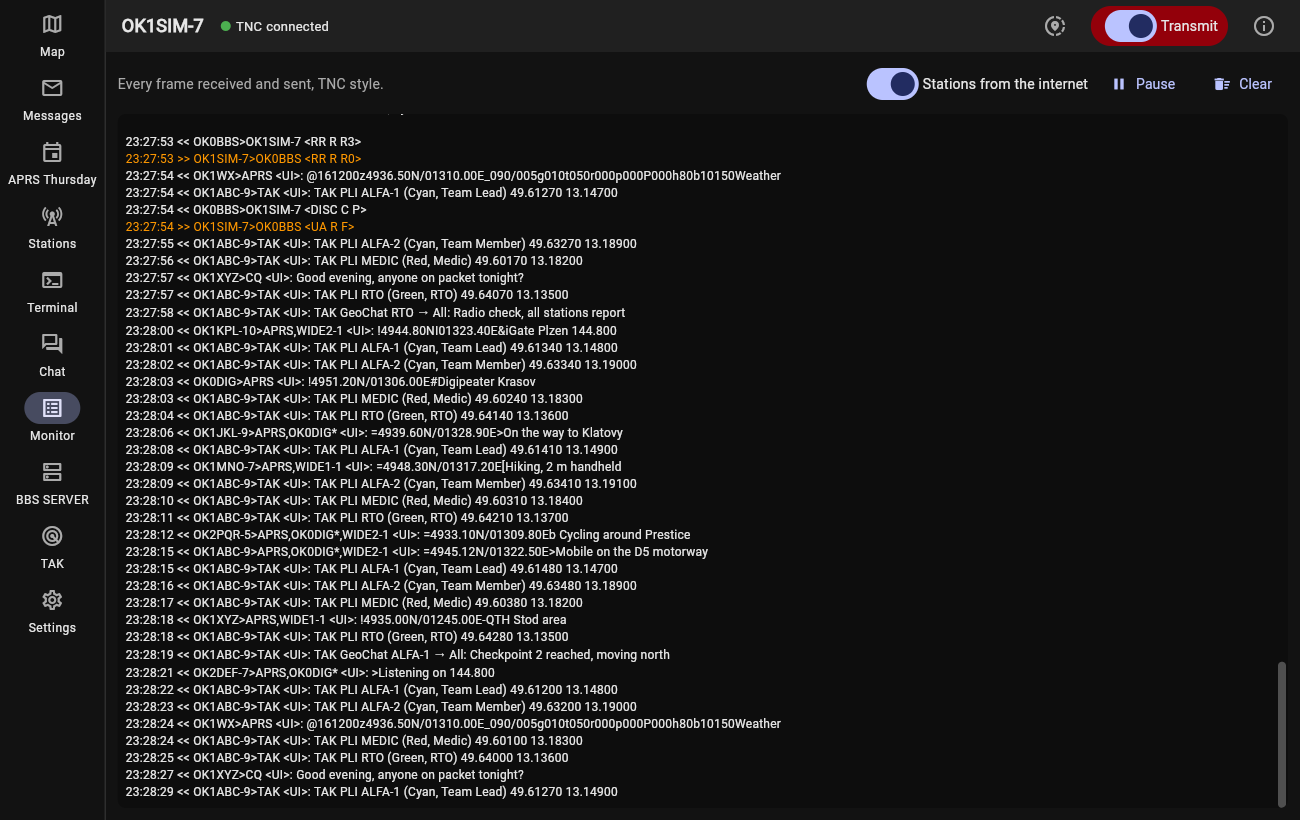 OK1SIM-7
TNC connected
Transmit
Map
Messages
APRS Thursday
Stations
Terminal
Chat
Monitor
BBS SERVER
TAK
Settings
Every frame received and sent, TNC style.
Stations from the internet
Pause
Clear
23:27:53 << OK0BBS>OK1SIM-7 <RR R R3>
23:27:53 >> OK1SIM-7>OK0BBS <RR R R0>
23:27:54 << OK1WX>APRS <UI>: @161200z4936.50N/01310.00E_090/005g010t050r000p000P000h80b10150Weather
23:27:54 << OK1ABC-9>TAK <UI>: TAK PLI ALFA-1 (Cyan, Team Lead) 49.61270 13.14700
23:27:54 << OK0BBS>OK1SIM-7 <DISC C P>
23:27:54 >> OK1SIM-7>OK0BBS <UA R F>
23:27:55 << OK1ABC-9>TAK <UI>: TAK PLI ALFA-2 (Cyan, Team Member) 49.63270 13.18900
23:27:56 << OK1ABC-9>TAK <UI>: TAK PLI MEDIC (Red, Medic) 49.60170 13.18200
23:27:57 << OK1XYZ>CQ <UI>: Good evening, anyone on packet tonight?
23:27:57 << OK1ABC-9>TAK <UI>: TAK PLI RTO (Green, RTO) 49.64070 13.13500
23:27:58 << OK1ABC-9>TAK <UI>: TAK GeoChat RTO → All: Radio check, all stations report
23:28:00 << OK1KPL-10>APRS,WIDE2-1 <UI>: !4944.80NI01323.40E&iGate Plzen 144.800
23:28:01 << OK1ABC-9>TAK <UI>: TAK PLI ALFA-1 (Cyan, Team Lead) 49.61340 13.14800
23:28:02 << OK1ABC-9>TAK <UI>: TAK PLI ALFA-2 (Cyan, Team Member) 49.63340 13.19000
23:28:03 << OK0DIG>APRS <UI>: !4951.20N/01306.00E#Digipeater Krasov
23:28:03 << OK1ABC-9>TAK <UI>: TAK PLI MEDIC (Red, Medic) 49.60240 13.18300
23:28:04 << OK1ABC-9>TAK <UI>: TAK PLI RTO (Green, RTO) 49.64140 13.13600
23:28:06 << OK1JKL-9>APRS,OK0DIG* <UI>: =4939.60N/01328.90E>On the way to Klatovy
23:28:08 << OK1ABC-9>TAK <UI>: TAK PLI ALFA-1 (Cyan, Team Lead) 49.61410 13.14900
23:28:09 << OK1MNO-7>APRS,WIDE1-1 <UI>: =4948.30N/01317.20E[Hiking, 2 m handheld
23:28:09 << OK1ABC-9>TAK <UI>: TAK PLI ALFA-2 (Cyan, Team Member) 49.63410 13.19100
23:28:10 << OK1ABC-9>TAK <UI>: TAK PLI MEDIC (Red, Medic) 49.60310 13.18400
23:28:11 << OK1ABC-9>TAK <UI>: TAK PLI RTO (Green, RTO) 49.64210 13.13700
23:28:12 << OK2PQR-5>APRS,OK0DIG*,WIDE2-1 <UI>: =4933.10N/01309.80Eb Cycling around Prestice
23:28:15 << OK1ABC-9>APRS,OK0DIG*,WIDE2-1 <UI>: =4945.12N/01322.50E>Mobile on the D5 motorway
23:28:15 << OK1ABC-9>TAK <UI>: TAK PLI ALFA-1 (Cyan, Team Lead) 49.61480 13.14700
23:28:16 << OK1ABC-9>TAK <UI>: TAK PLI ALFA-2 (Cyan, Team Member) 49.63480 13.18900
23:28:17 << OK1ABC-9>TAK <UI>: TAK PLI MEDIC (Red, Medic) 49.60380 13.18200
23:28:18 << OK1XYZ>APRS,WIDE1-1 <UI>: !4935.00N/01245.00E-QTH Stod area
23:28:18 << OK1ABC-9>TAK <UI>: TAK PLI RTO (Green, RTO) 49.64280 13.13500
23:28:19 << OK1ABC-9>TAK <UI>: TAK GeoChat ALFA-1 → All: Checkpoint 2 reached, moving north
23:28:21 << OK2DEF-7>APRS,OK0DIG* <UI>: >Listening on 144.800
23:28:22 << OK1ABC-9>TAK <UI>: TAK PLI ALFA-1 (Cyan, Team Lead) 49.61200 13.14800
23:28:23 << OK1ABC-9>TAK <UI>: TAK PLI ALFA-2 (Cyan, Team Member) 49.63200 13.19000
23:28:24 << OK1WX>APRS <UI>: @161200z4936.50N/01310.00E_090/005g010t050r000p000P000h80b10150Weather
23:28:24 << OK1ABC-9>TAK <UI>: TAK PLI MEDIC (Red, Medic) 49.60100 13.18300
23:28:25 << OK1ABC-9>TAK <UI>: TAK PLI RTO (Green, RTO) 49.64000 13.13600
23:28:27 << OK1XYZ>CQ <UI>: Good evening, anyone on packet tonight?
23:28:29 << OK1ABC-9>TAK <UI>: TAK PLI ALFA-1 (Cyan, Team Lead) 49.61270 13.14900